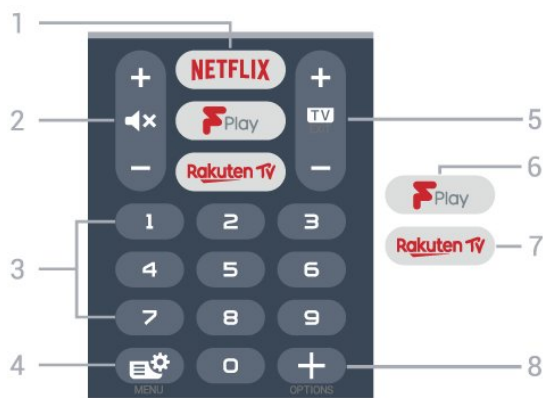 1
NETFLIX
+ +
2
F Play
TV
EXIT
5
− −
Rakuten TV
6
F Play
1 2 3
Rakuten TV
7
3
4 5 6
7 8 9
4
0
+
8
MENU
OPTIONS